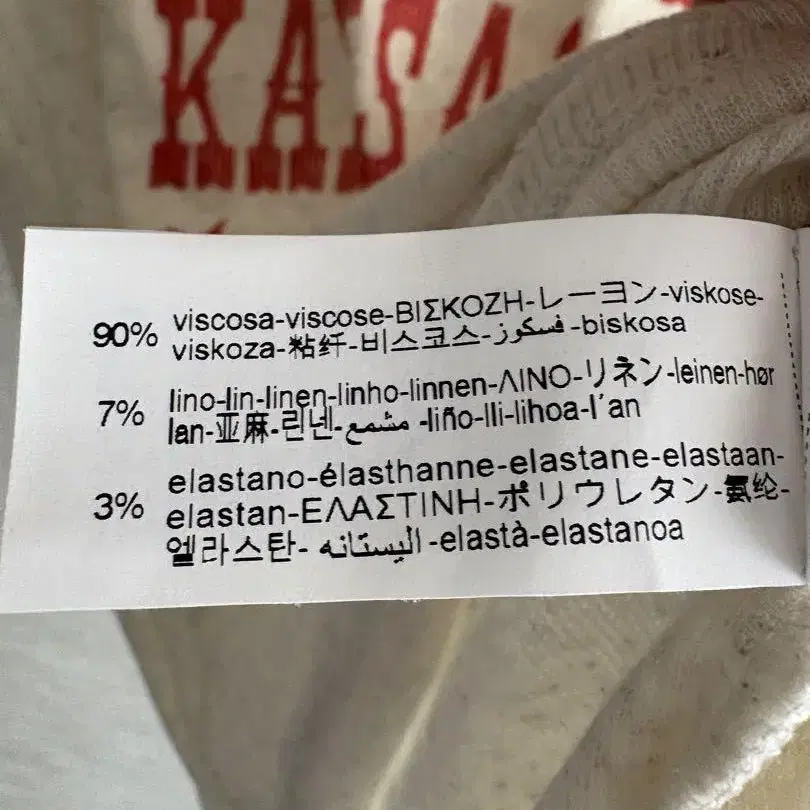 KASA
90% viscosa-viscose-ΒΙΣΚΟΖΗ-レーヨン-viskose-
viskoza-粘纤-비스코스-فسكوز-biskosa
7% lino-lin-linen-linho-linnen-ΛΙΝΟ-リネン-leinen-hør
lan-亚麻-린넨-مشمع-liño-lli-lihoa-l´an
3% elastano-élasthanne-elastane-elastaan-
elastan-ΕΛΑΣΤΙΝΗ-ポリウレタン-氨纶-
엘라스탄-اليستانه-elastà-elastanoa